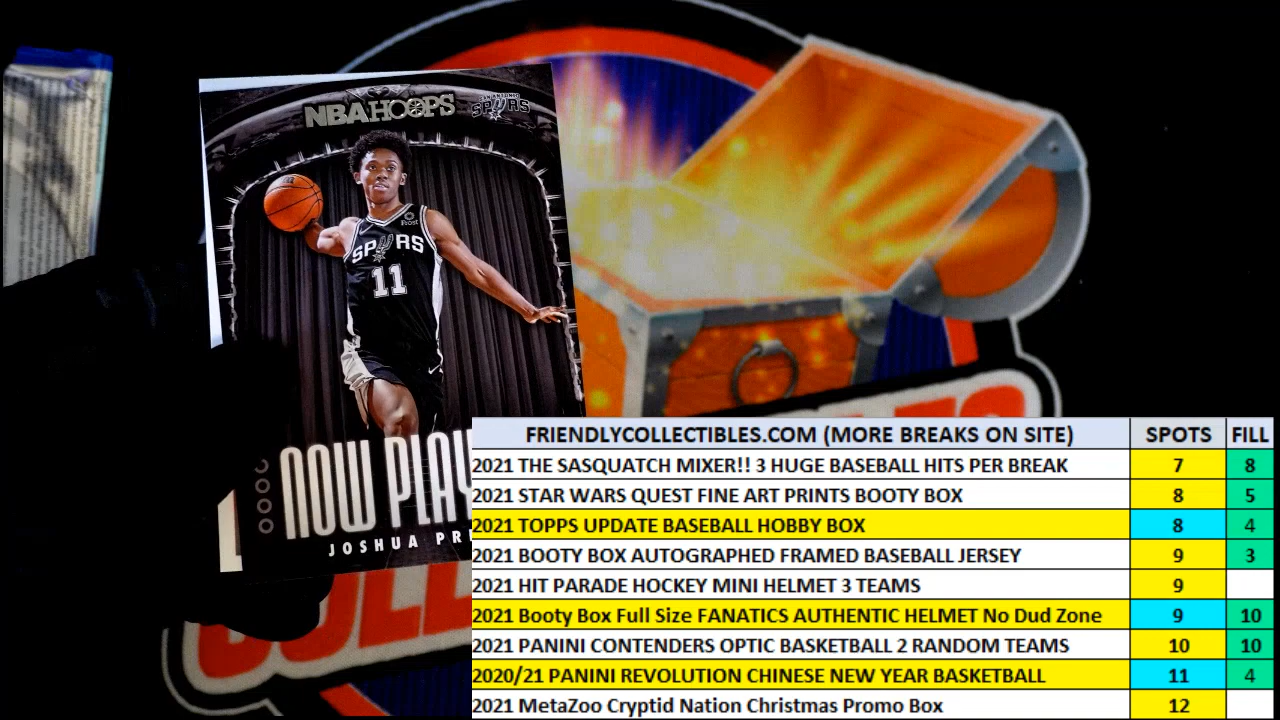 NBA HOOPS
SAN ANTONIO
SPURS
Frost
SPURS
11
NOW PLAY
JOSHUA PR
FRIENDLYCOLLECTIBLES.COM (MORE BREAKS ON SITE) SPOTS FILL
2021 THE SASQUATCH MIXER!! 3 HUGE BASEBALL HITS PER BREAK 7 8
2021 STAR WARS QUEST FINE ART PRINTS BOOTY BOX 8 5
2021 TOPPS UPDATE BASEBALL HOBBY BOX 8 4
2021 BOOTY BOX AUTOGRAPHED FRAMED BASEBALL JERSEY 9 3
2021 HIT PARADE HOCKEY MINI HELMET 3 TEAMS 9
2021 Booty Box Full Size FANATICS AUTHENTIC HELMET No Dud Zone 9 10
2021 PANINI CONTENDERS OPTIC BASKETBALL 2 RANDOM TEAMS 10 10
2020/21 PANINI REVOLUTION CHINESE NEW YEAR BASKETBALL 11 4
2021 MetaZoo Cryptid Nation Christmas Promo Box 12